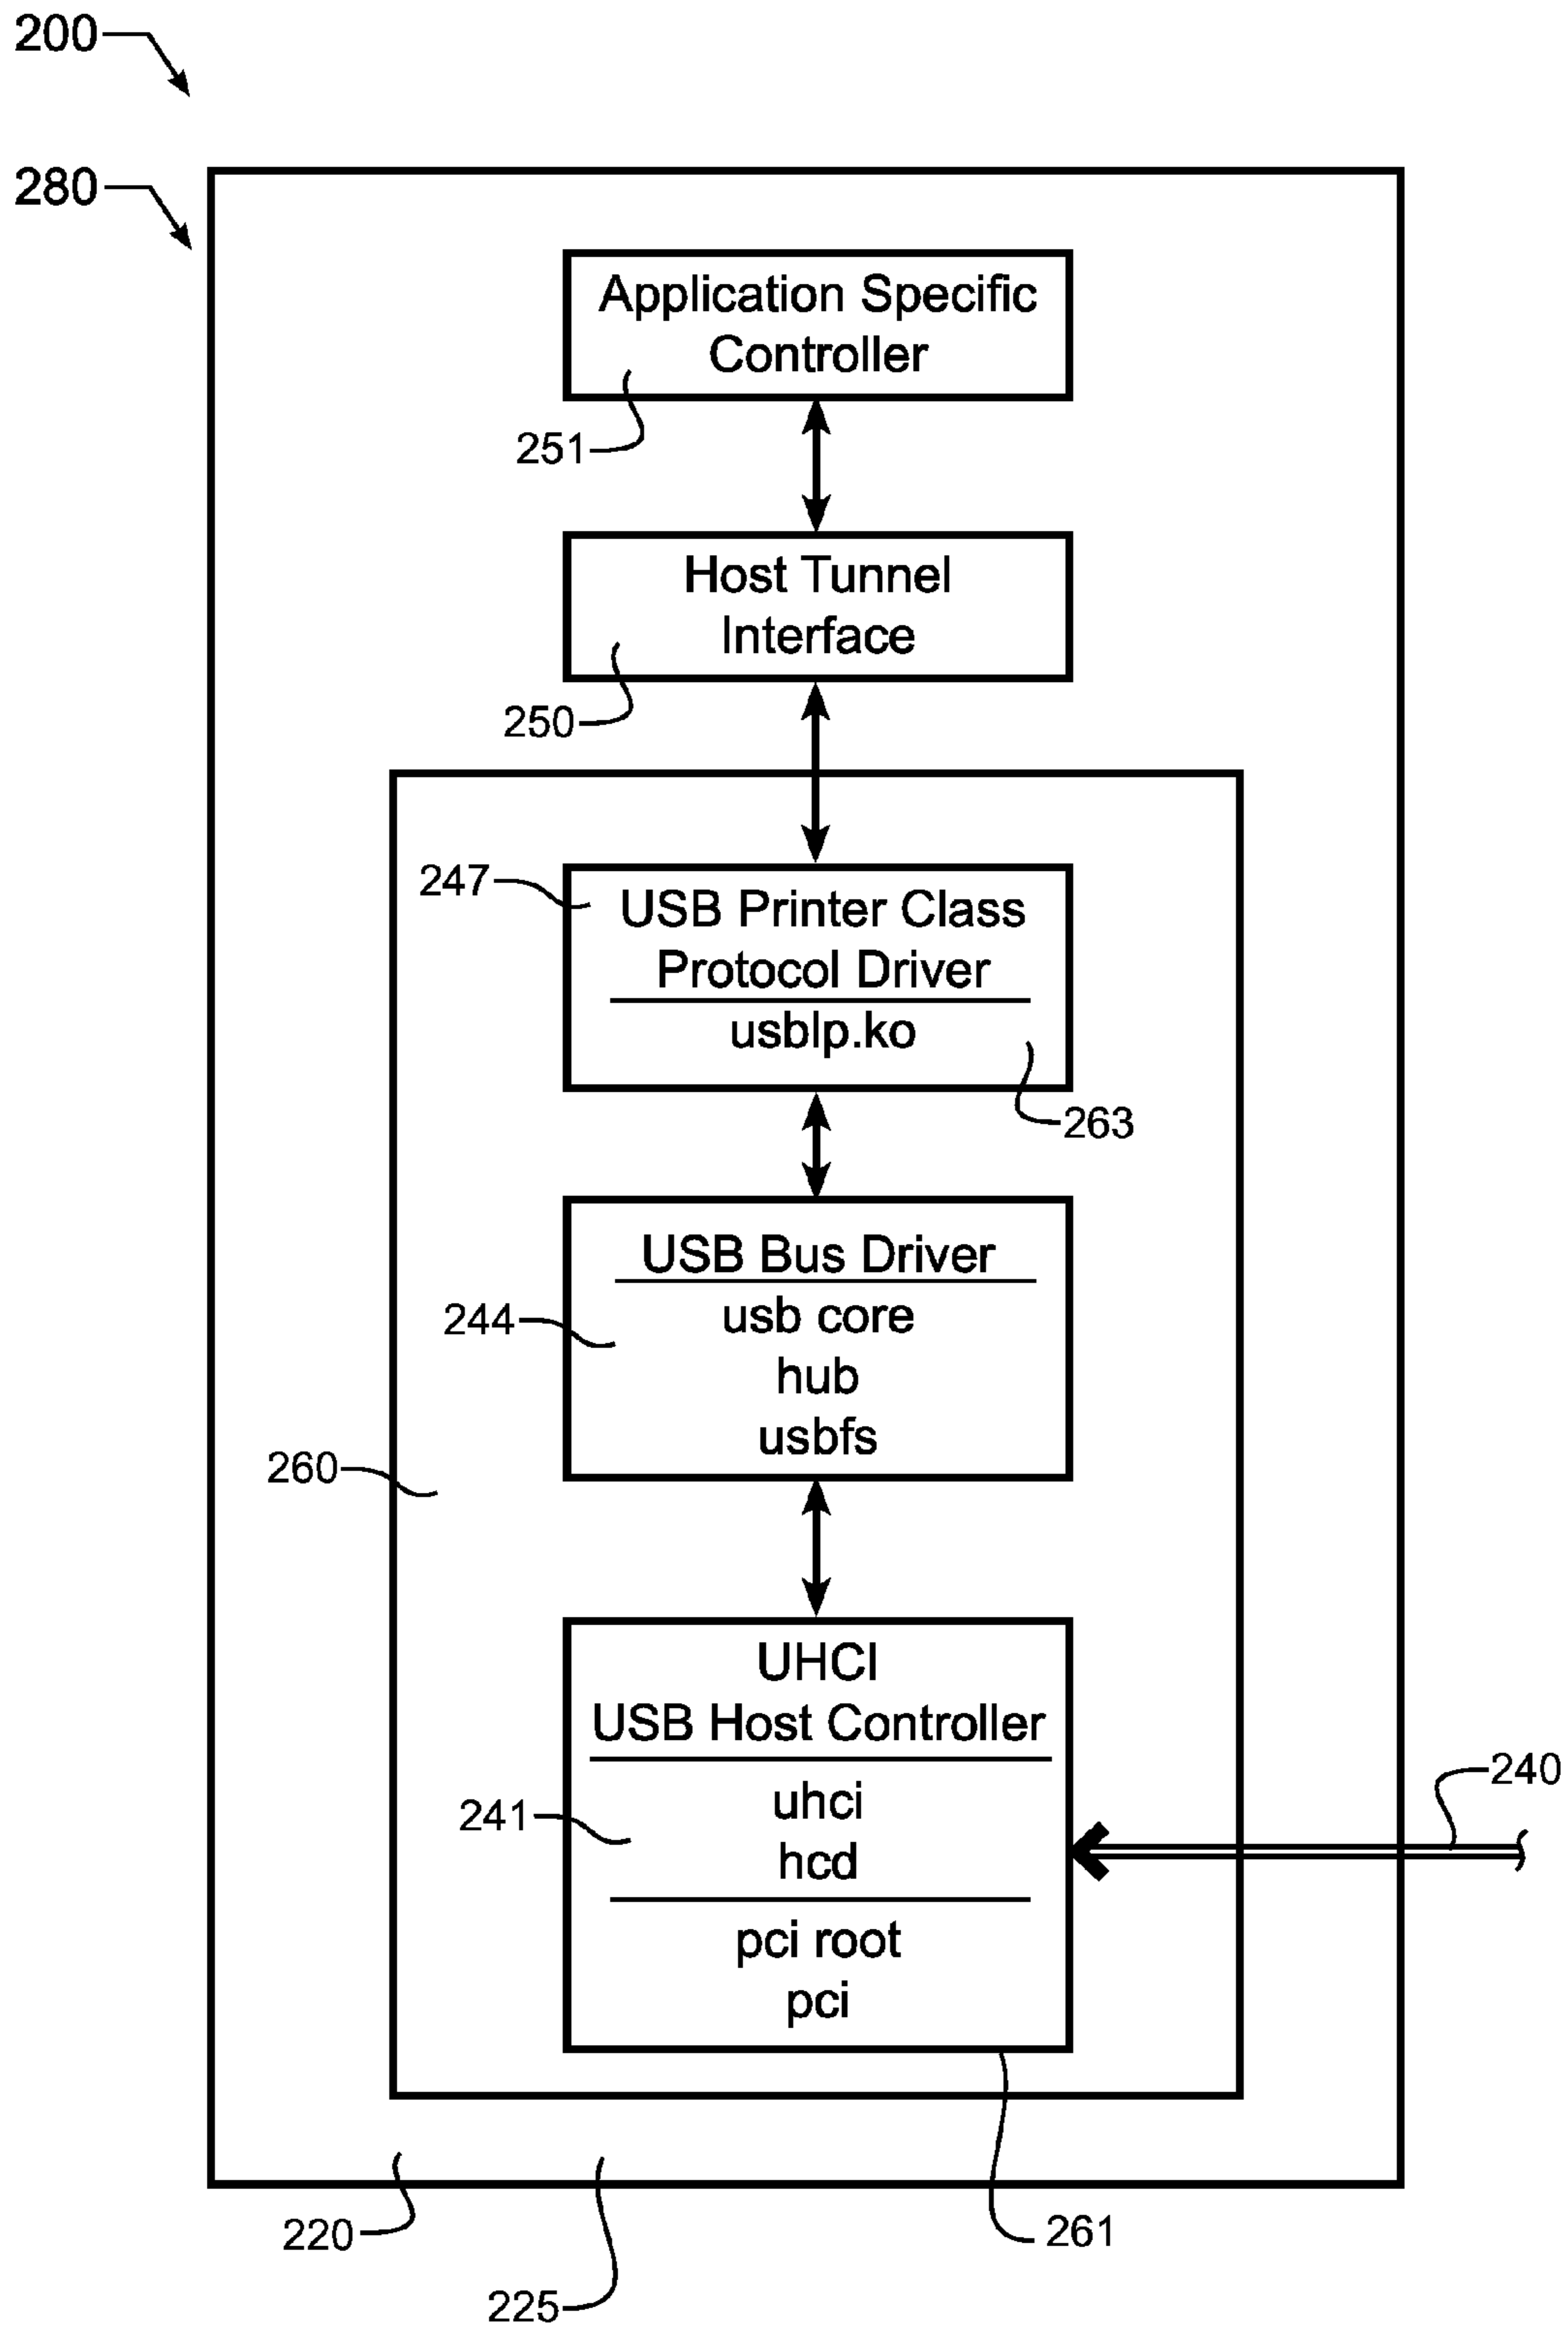 200
280
Application Specific
Controller
251
Host Tunnel
Interface
250
247
USB Printer Class
Protocol Driver
usblp.ko
263
USB Bus Driver
244
usb core
hub
usbfs
260
UHCI
USB Host Controller
240
241
uhci
hcd
pci root
pci
220
261
225